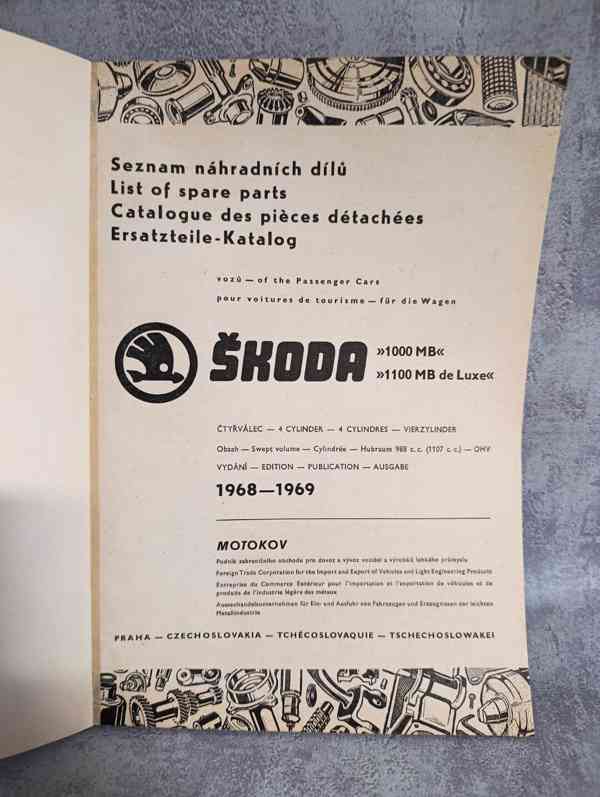 Seznam náhradních dílů
List of spare parts
Catalogue des pièces détachées
Ersatzteile-Katalog
vozů — of the Passenger Cars
pour voitures de tourisme — für die Wagen
ŠKODA »1000 MB«
»1100 MB de Luxe«
ČTYŘVÁLEC — 4 CYLINDER — 4 CYLINDRES — VIERZYLINDER
Obsah — Swept volume — Cylindrée — Hubraum 988 c. c. (1107 c. c.) — OHV
VYDÁNÍ — EDITION — PUBLICATION — AUSGABE
1968—1969
MOTOKOV
Podnik zahraničního obchodu pro dovoz a vývoz vozidel a výrobků lehkého průmyslu
Foreign Trade Corporation for the Import and Export of Vehicles and Light Engineering Products
Entreprise du Commerce Extérieur pour l'importation et l'exportation de véhicules et de
produits de l'industrie légère des métaux
Aussenhandelsunternehmen für Ein- und Ausfuhr von Fahrzeugen und Erzeugnissen der leichten
Metallindustrie
PRAHA — CZECHOSLOVAKIA — TCHÉCOSLOVAQUIE — TSCHECHOSLOWAKEI